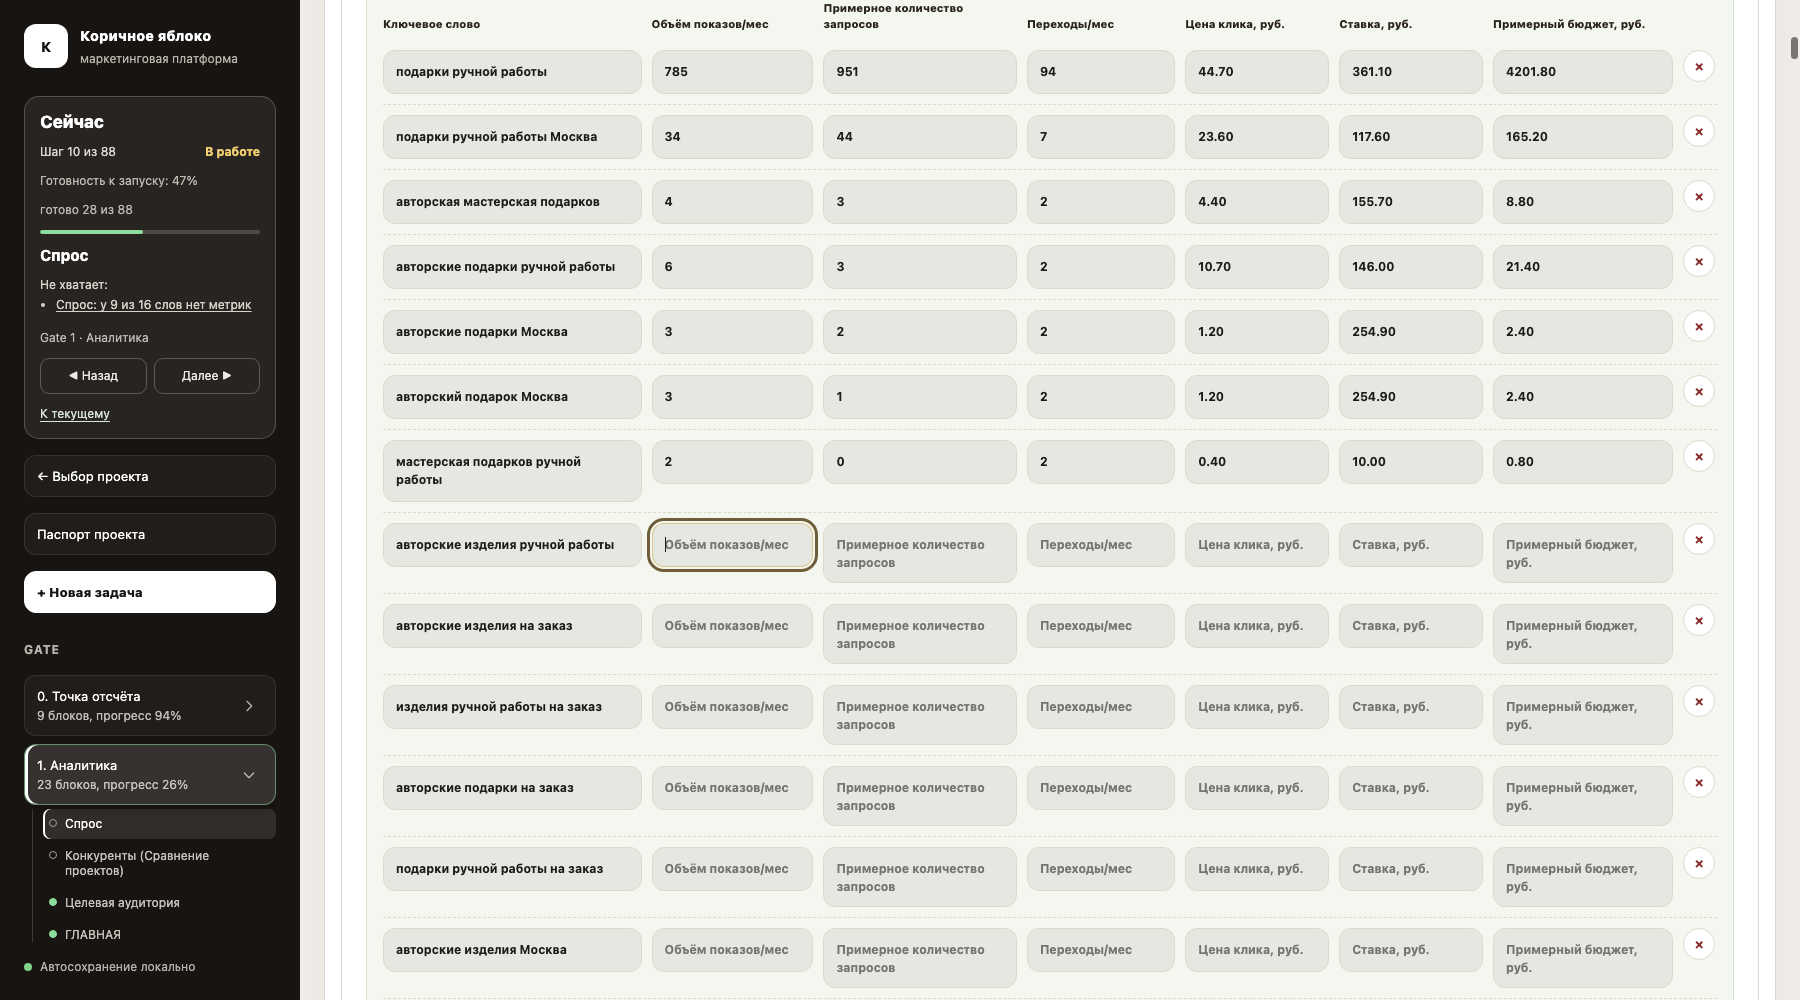 К
Коричное яблоко
маркетинговая платформа
Сейчас
Шаг 10 из 88
В работе
Готовность к запуску: 47%
готово 28 из 88
Спрос
Не хватает:
Спрос: у 9 из 16 слов нет метрик
Gate 1 · Аналитика
◄ Назад
Далее ►
К текущему
← Выбор проекта
Паспорт проекта
+ Новая задача
GATE
0. Точка отсчёта
9 блоков, прогресс 94%
1. Аналитика
23 блоков, прогресс 26%
Спрос
Конкуренты (Сравнение
проектов)
Целевая аудитория
ГЛАВНАЯ
Автосохранение локально
Ключевое слово
Объём показов/мес
Примерное количество
запросов
Переходы/мес
Цена клика, руб.
Ставка, руб.
Примерный бюджет, руб.
подарки ручной работы
785
951
94
44.70
361.10
4201.80
×
подарки ручной работы Москва
34
44
7
23.60
117.60
165.20
×
авторская мастерская подарков
4
3
2
4.40
155.70
8.80
×
авторские подарки ручной работы
6
3
2
10.70
146.00
21.40
×
авторские подарки Москва
3
2
2
1.20
254.90
2.40
×
авторский подарок Москва
3
1
2
1.20
254.90
2.40
×
мастерская подарков ручной
работы
2
0
2
0.40
10.00
0.80
×
авторские изделия ручной работы
Объём показов/мес
Примерное количество
запросов
Переходы/мес
Цена клика, руб.
Ставка, руб.
Примерный бюджет,
руб.
×
авторские изделия на заказ
Объём показов/мес
Примерное количество
запросов
Переходы/мес
Цена клика, руб.
Ставка, руб.
Примерный бюджет,
руб.
×
изделия ручной работы на заказ
Объём показов/мес
Примерное количество
запросов
Переходы/мес
Цена клика, руб.
Ставка, руб.
Примерный бюджет,
руб.
×
авторские подарки на заказ
Объём показов/мес
Примерное количество
запросов
Переходы/мес
Цена клика, руб.
Ставка, руб.
Примерный бюджет,
руб.
×
подарки ручной работы на заказ
Объём показов/мес
Примерное количество
запросов
Переходы/мес
Цена клика, руб.
Ставка, руб.
Примерный бюджет,
руб.
×
авторские изделия Москва
Объём показов/мес
Примерное количество
запросов
Переходы/мес
Цена клика, руб.
Ставка, руб.
Примерный бюджет,
руб.
×